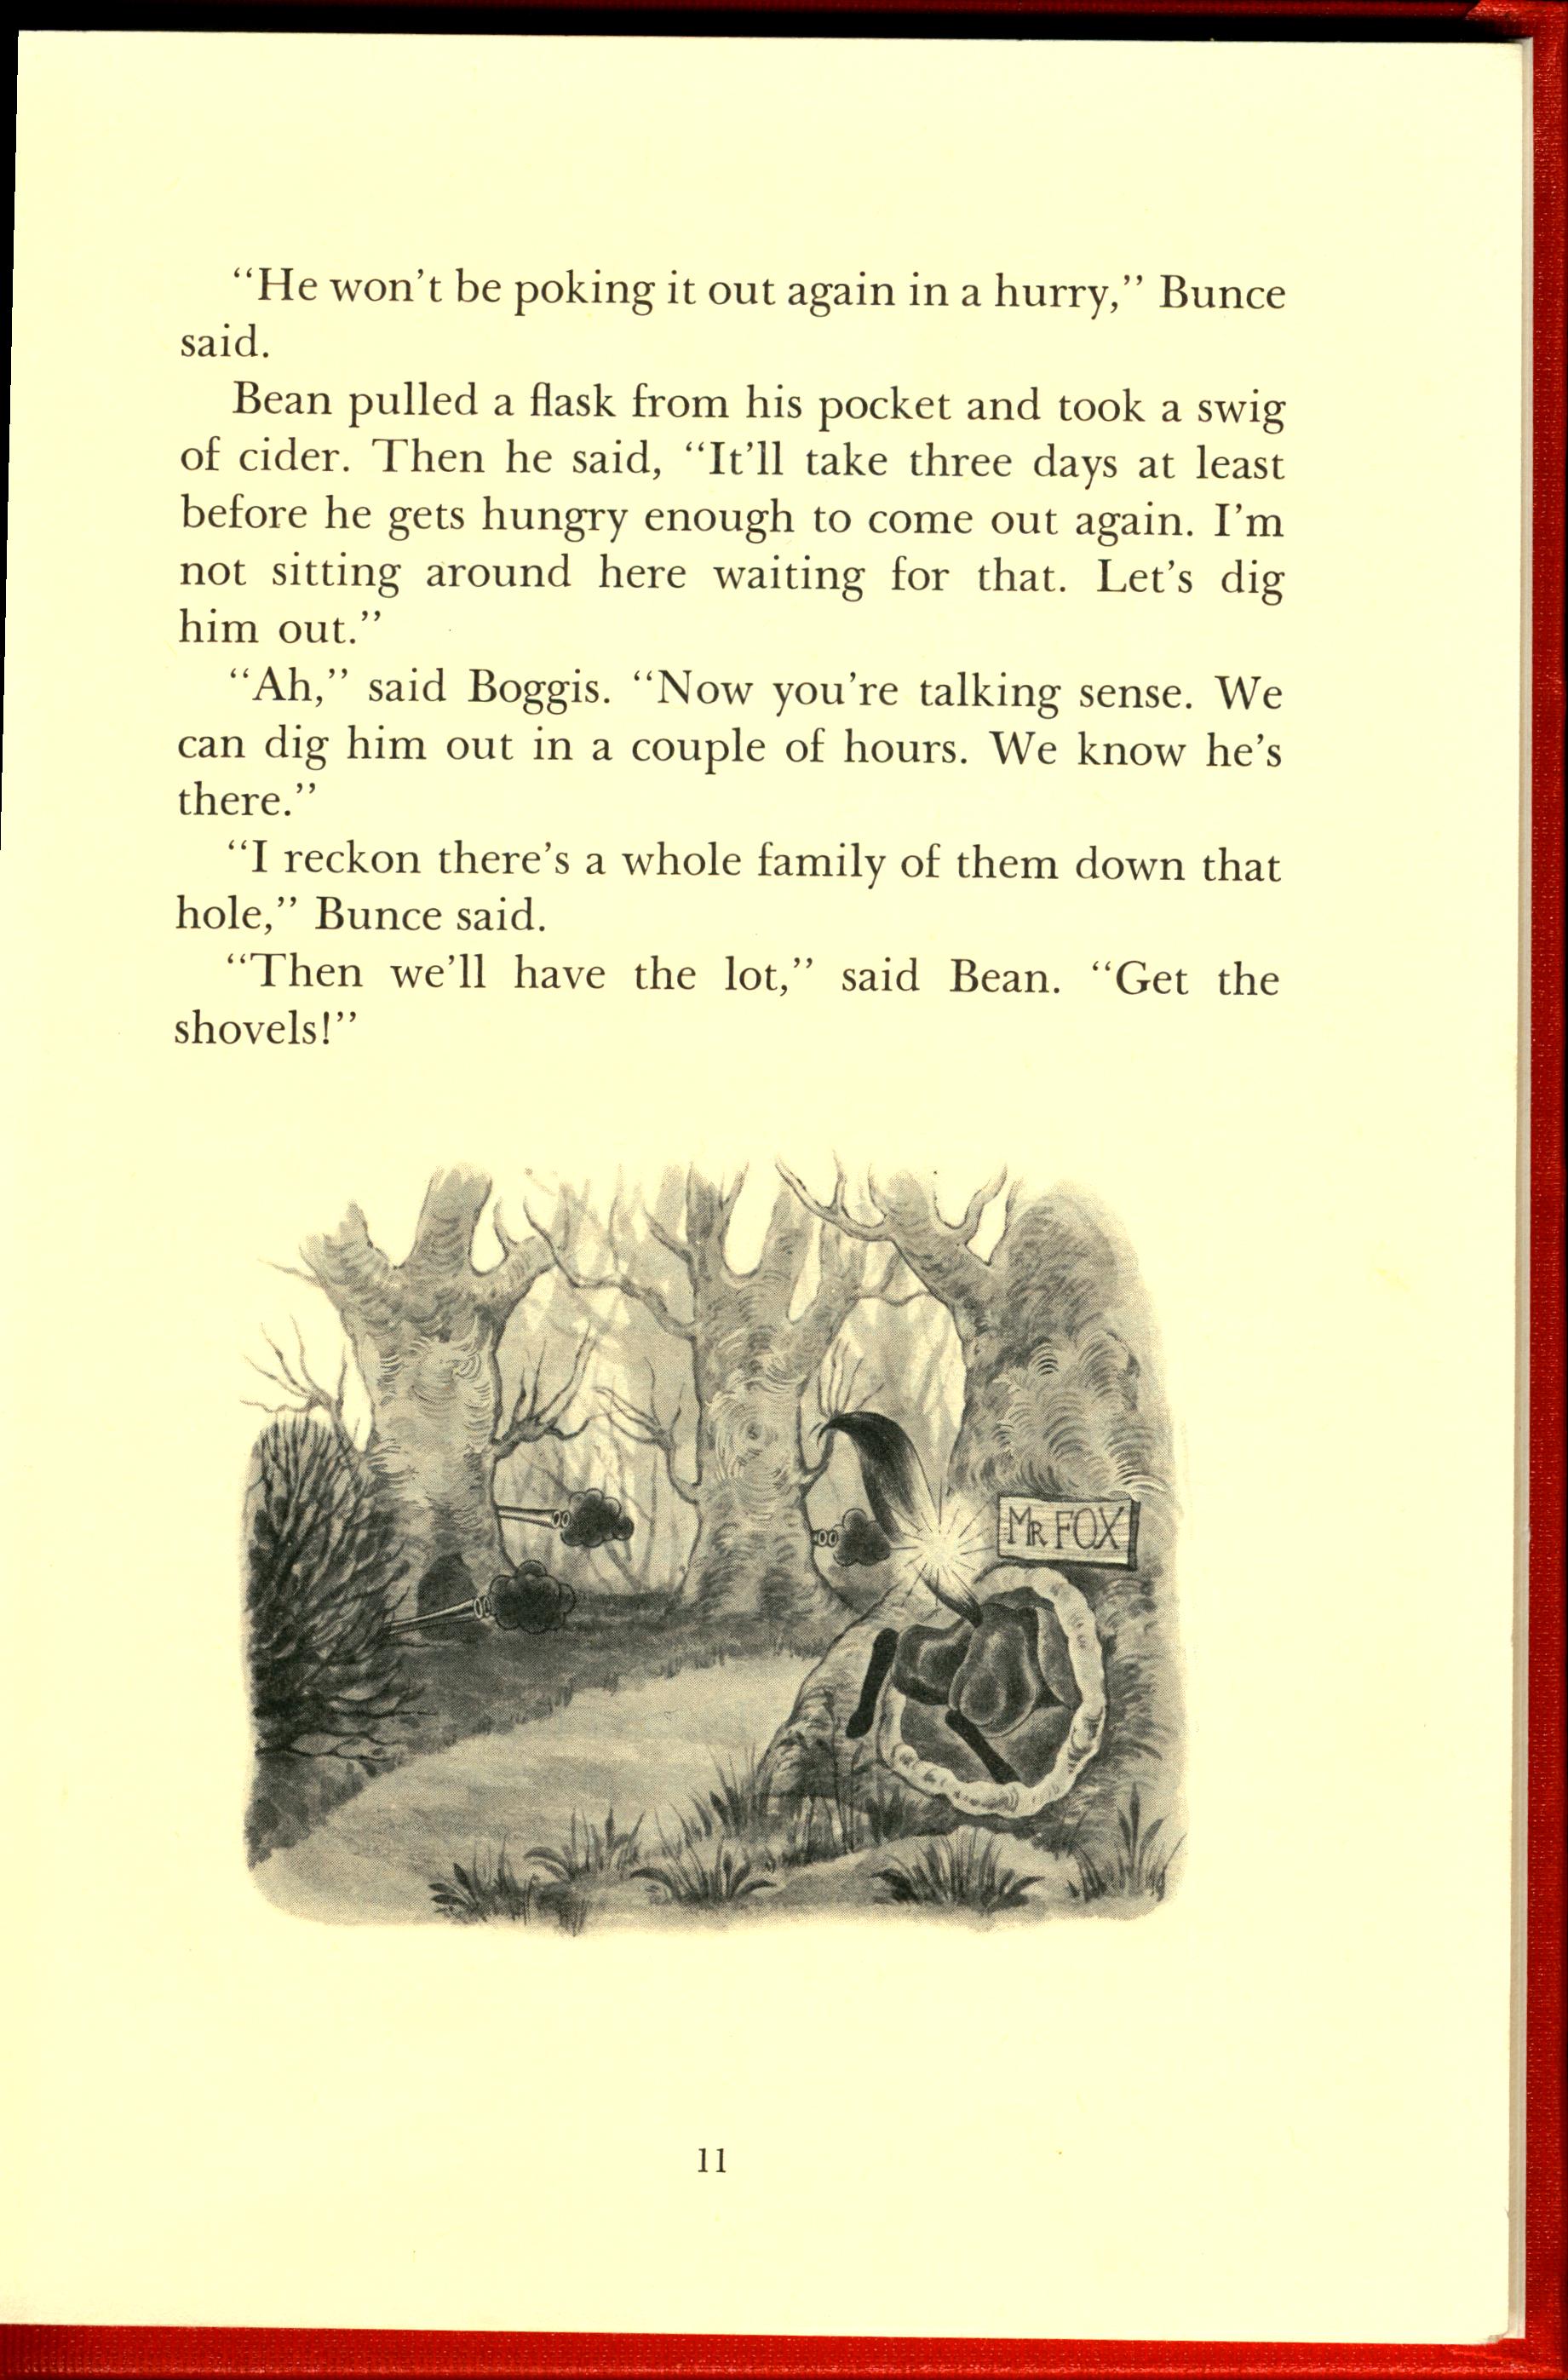 “He won’t be poking it out again in a hurry,” Bunce
said.
Bean pulled a flask from his pocket and took a swig
of cider. Then he said, “It’ll take three days at least
before he gets hungry enough to come out again. I’m
not sitting around here waiting for that. Let’s dig
him out.”
“Ah,” said Boggis. “Now you’re talking sense. We
can dig him out in a couple of hours. We know he’s
there.”
“I reckon there’s a whole family of them down that
hole,” Bunce said.
“Then we’ll have the lot,” said Bean. “Get the
shovels!”
MR FOX
11